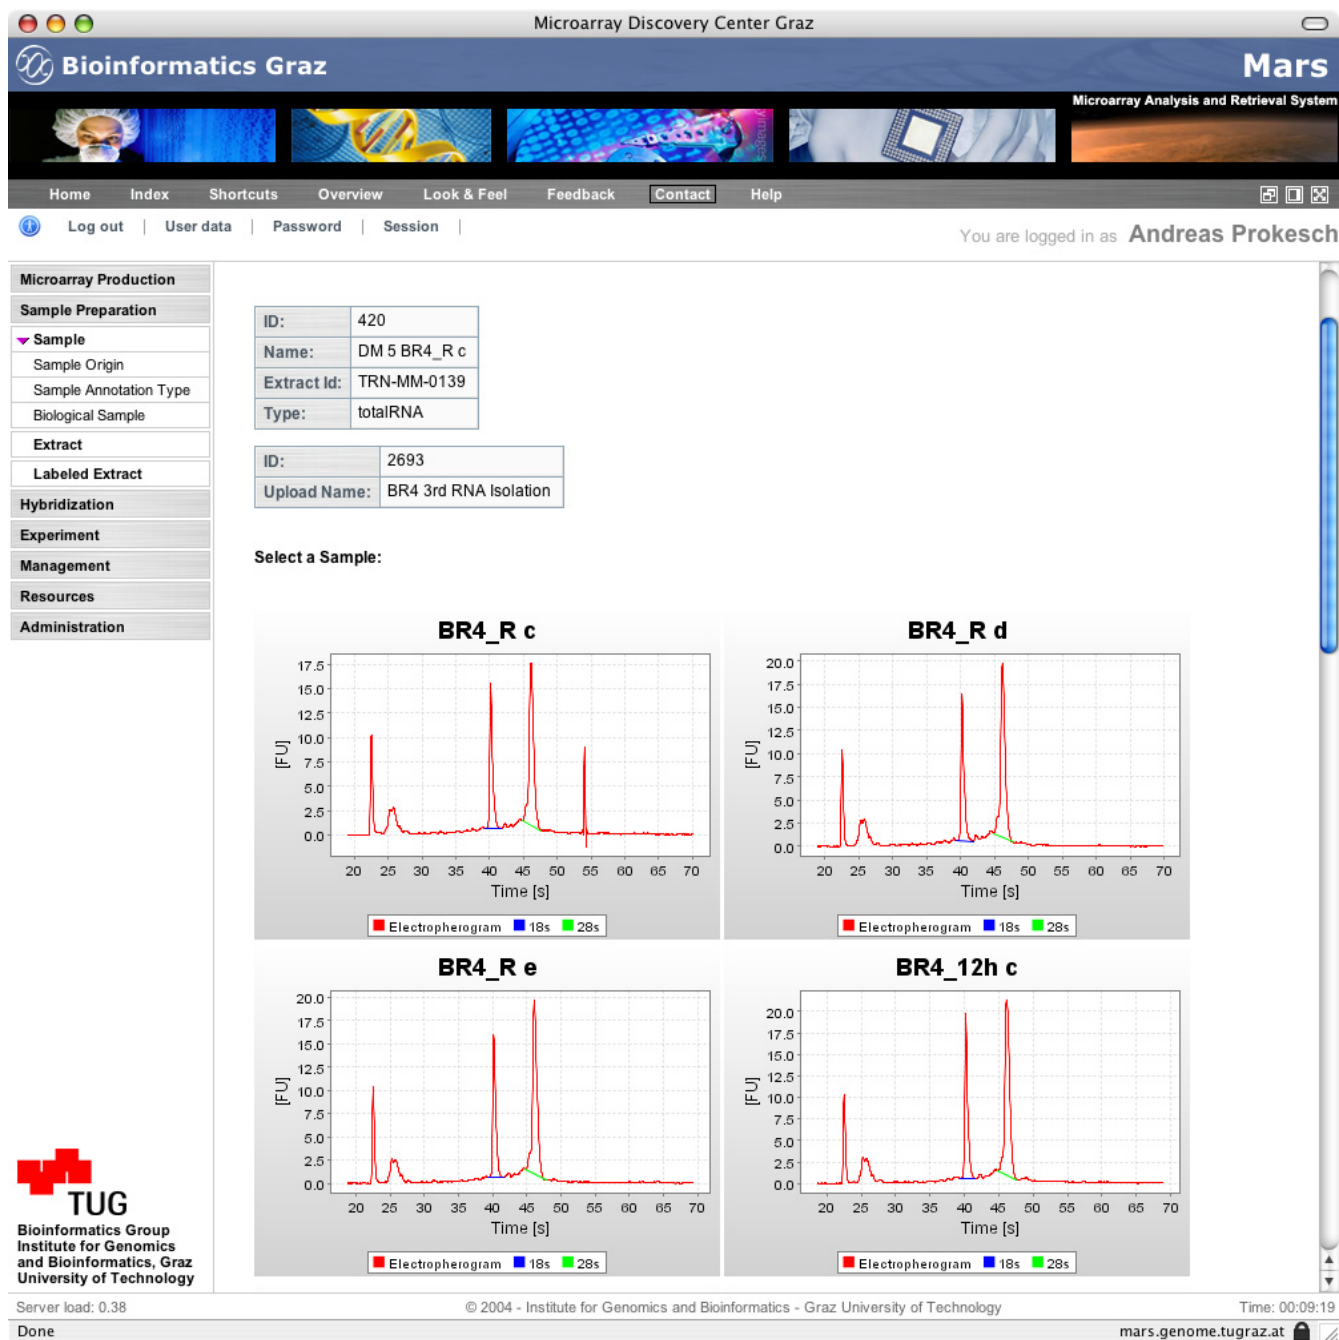 Microarray Discovery Center Graz
Bioinformatics Graz
Mars
Microarray Analysis and Retrieval System
Home Index Shortcuts Overview Look & Feel Feedback Contact Help
Log out | User data | Password | Session |
You are logged in as Andreas Prokesch
Microarray Production
Sample Preparation
Sample
Sample Origin
Sample Annotation Type
Biological Sample
Extract
Labeled Extract
Hybridization
Experiment
Management
Resources
Administration
ID: 420
Name: DM 5 BR4_R c
Extract Id: TRN-MM-0139
Type: totalRNA
ID: 2693
Upload Name: BR4 3rd RNA Isolation
Select a Sample:
BR4_R c
17.5
15.0
12.5
10.0
7.5
5.0
2.5
0.0
[FU]
20 25 30 35 40 45 50 55 60 65 70
Time [s]
Electropherogram 18s 28s
BR4_R d
20.0
17.5
15.0
12.5
10.0
7.5
5.0
2.5
0.0
[FU]
20 25 30 35 40 45 50 55 60 65 70
Time [s]
Electropherogram 18s 28s
BR4_R e
20.0
17.5
15.0
12.5
10.0
7.5
5.0
2.5
0.0
[FU]
20 25 30 35 40 45 50 55 60 65 70
Time [s]
Electropherogram 18s 28s
BR4_12h c
20.0
17.5
15.0
12.5
10.0
7.5
5.0
2.5
0.0
[FU]
20 25 30 35 40 45 50 55 60 65 70
Time [s]
Electropherogram 18s 28s
TUG
Bioinformatics Group
Institute for Genomics
and Bioinformatics, Graz
University of Technology
Server load: 0.38
© 2004 - Institute for Genomics and Bioinformatics - Graz University of Technology
Time: 00:09:19
Done
mars.genome.tugraz.at